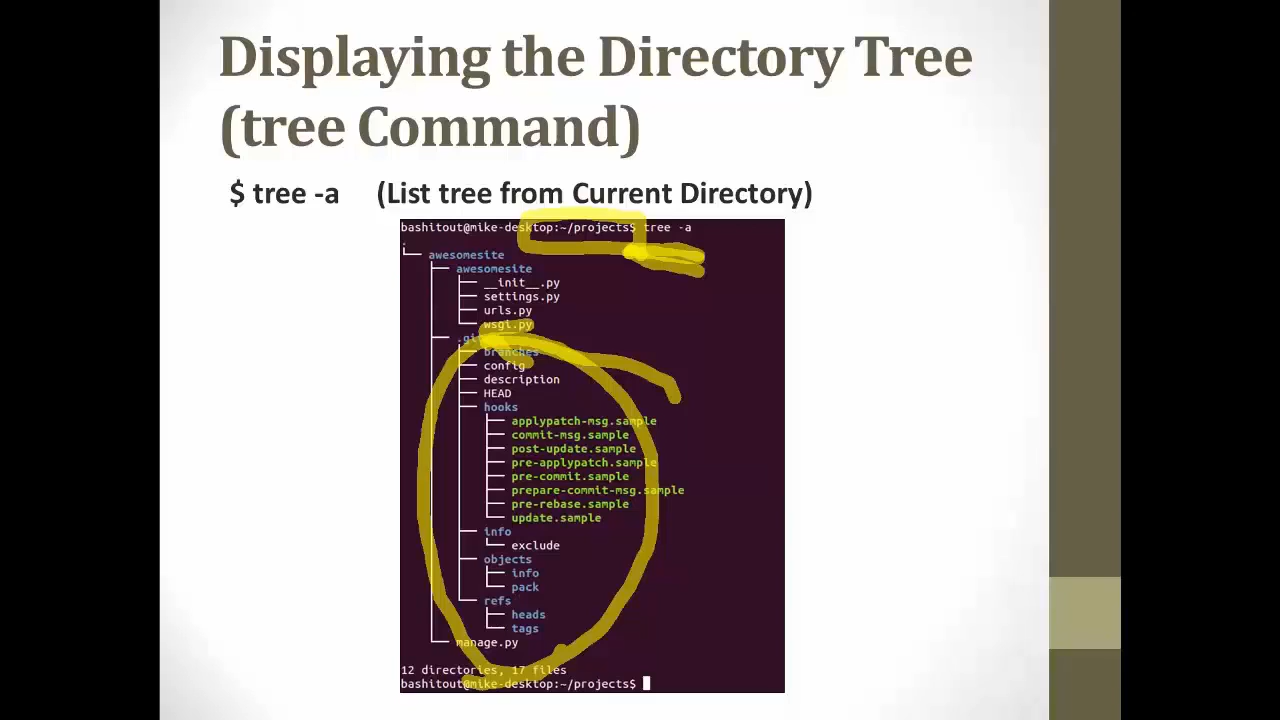 Displaying the Directory Tree
(tree Command)
$ tree -a (List tree from Current Directory)
bashitout@mike-desktop:~/projects$ tree -a
.
└── awesomesite
    ├── awesomesite
    │   ├── __init__.py
    │   ├── settings.py
    │   ├── urls.py
    │   └── wsgi.py
    ├── .git
    │   ├── branches
    │   ├── config
    │   ├── description
    │   ├── HEAD
    │   ├── hooks
    │   │   ├── applypatch-msg.sample
    │   │   ├── commit-msg.sample
    │   │   ├── post-update.sample
    │   │   ├── pre-applypatch.sample
    │   │   ├── pre-commit.sample
    │   │   ├── prepare-commit-msg.sample
    │   │   ├── pre-rebase.sample
    │   │   └── update.sample
    │   ├── info
    │   │   └── exclude
    │   ├── objects
    │   │   ├── info
    │   │   └── pack
    │   └── refs
    │       ├── heads
    │       └── tags
    └── manage.py
12 directories, 17 files
bashitout@mike-desktop:~/projects$